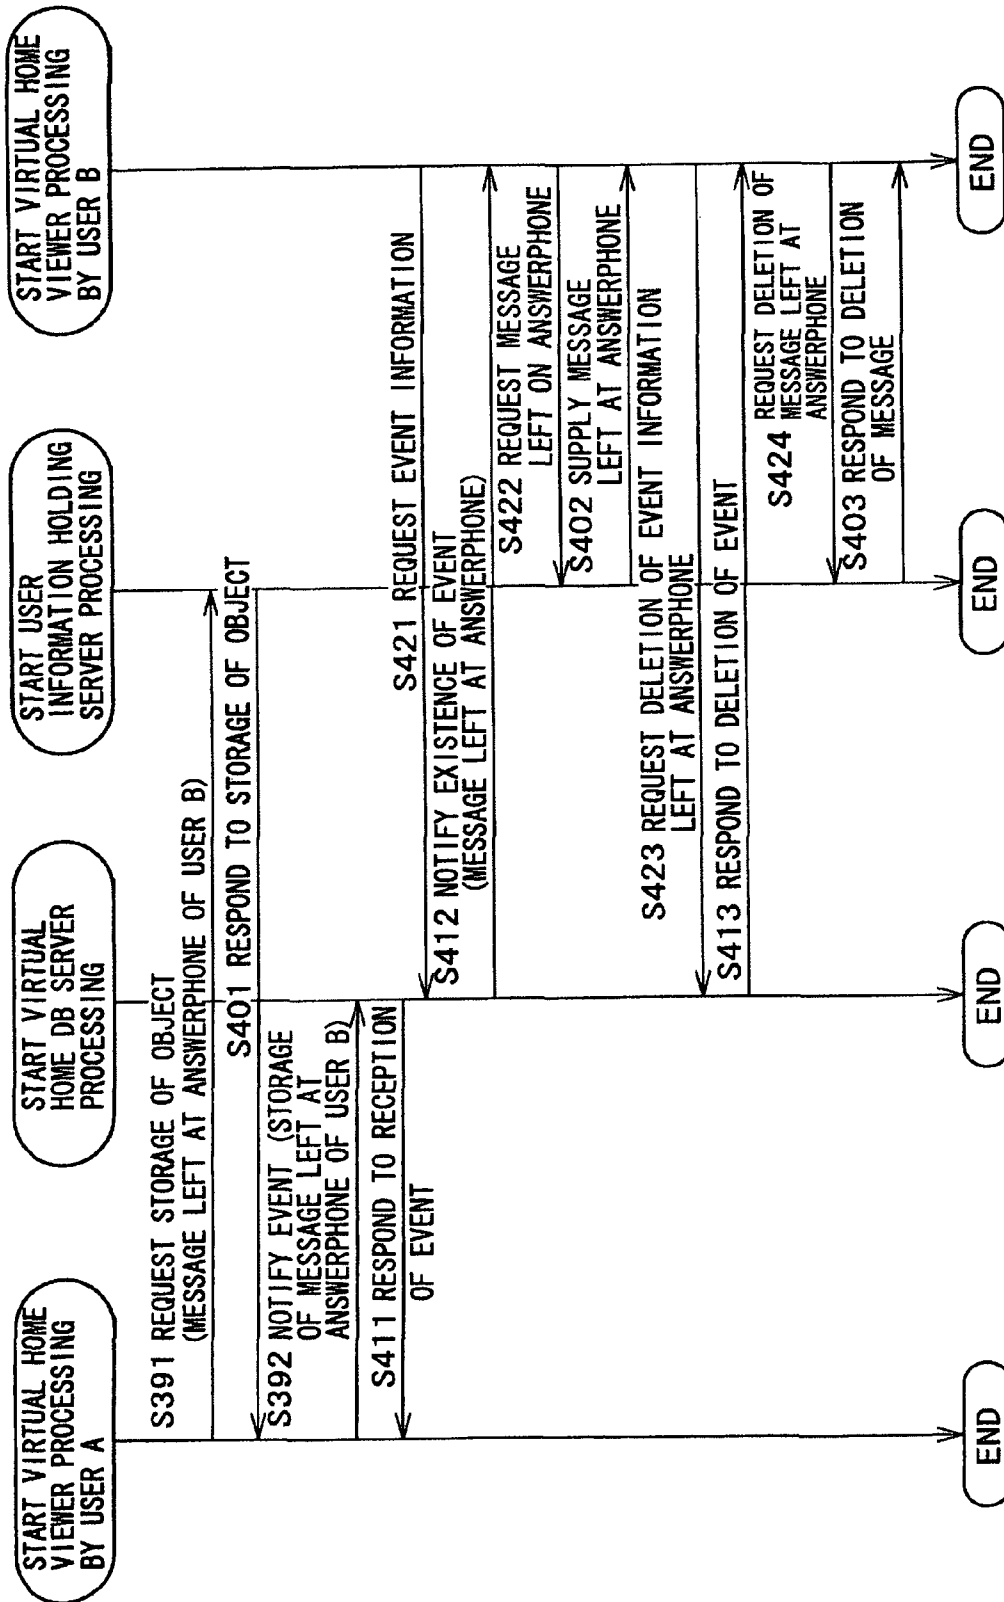 START VIRTUAL HOME
VIEWER PROCESSING
BY USER A
START VIRTUAL
HOME DB SERVER
PROCESSING
START USER
INFORMATION HOLDING
SERVER PROCESSING
START VIRTUAL HOME
VIEWER PROCESSING
BY USER B
S391 REQUEST STORAGE OF OBJECT
(MESSAGE LEFT AT ANSWERPHONE OF USER B)
S401 RESPOND TO STORAGE OF OBJECT
S392 NOTIFY EVENT (STORAGE
OF MESSAGE LEFT AT
ANSWERPHONE OF USER B)
S411 RESPOND TO RECEPTION
OF EVENT
S421 REQUEST EVENT INFORMATION
S412 NOTIFY EXISTENCE OF EVENT
(MESSAGE LEFT AT ANSWERPHONE)
S422 REQUEST MESSAGE
LEFT ON ANSWERPHONE
S402 SUPPLY MESSAGE
LEFT AT ANSWERPHONE
S423 REQUEST DELETION OF EVENT INFORMATION
LEFT AT ANSWERPHONE
S413 RESPOND TO DELETION OF EVENT
S424 REQUEST DELETION OF
MESSAGE LEFT AT
ANSWERPHONE
S403 RESPOND TO DELETION
OF MESSAGE
END
END
END
END